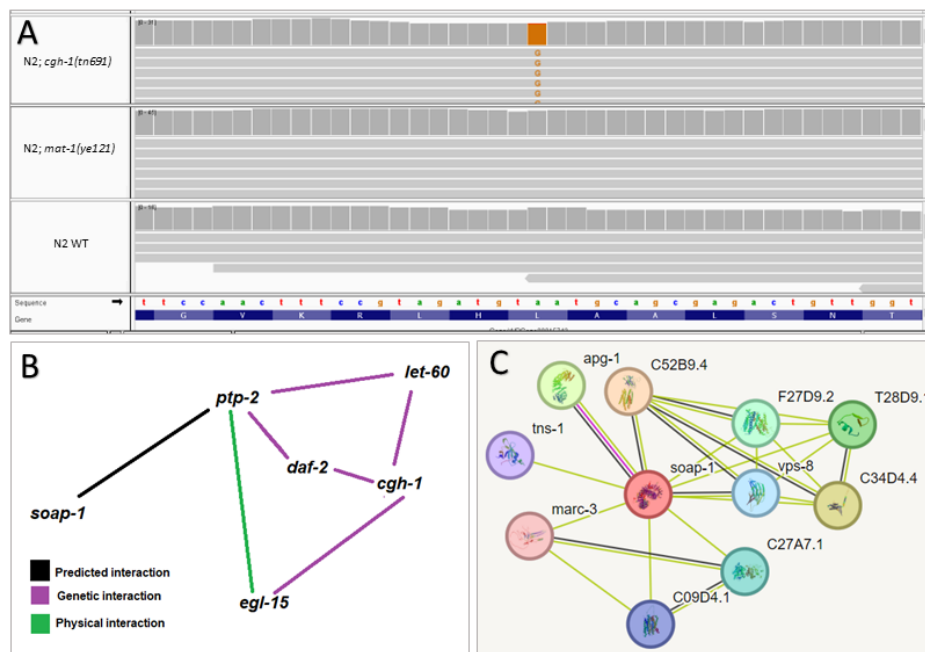 A
N2; cgh-1(tn691)
G
G
G
G
G
N2; mat-1(ye121)
N2 WT
Sequence
t t c c a a c t t t c c g t a g a t g t a a t g c a g c g a g a c t g t t g g t
Gene
G V K R L H L A A L S N T
B
let-60
ptp-2
daf-2
cgh-1
soap-1
egl-15
Predicted interaction
Genetic interaction
Physical interaction
C
apg-1
C52B9.4
F27D9.2
T28D9.1
tns-1
soap-1
vps-8
C34D4.4
marc-3
C27A7.1
C09D4.1